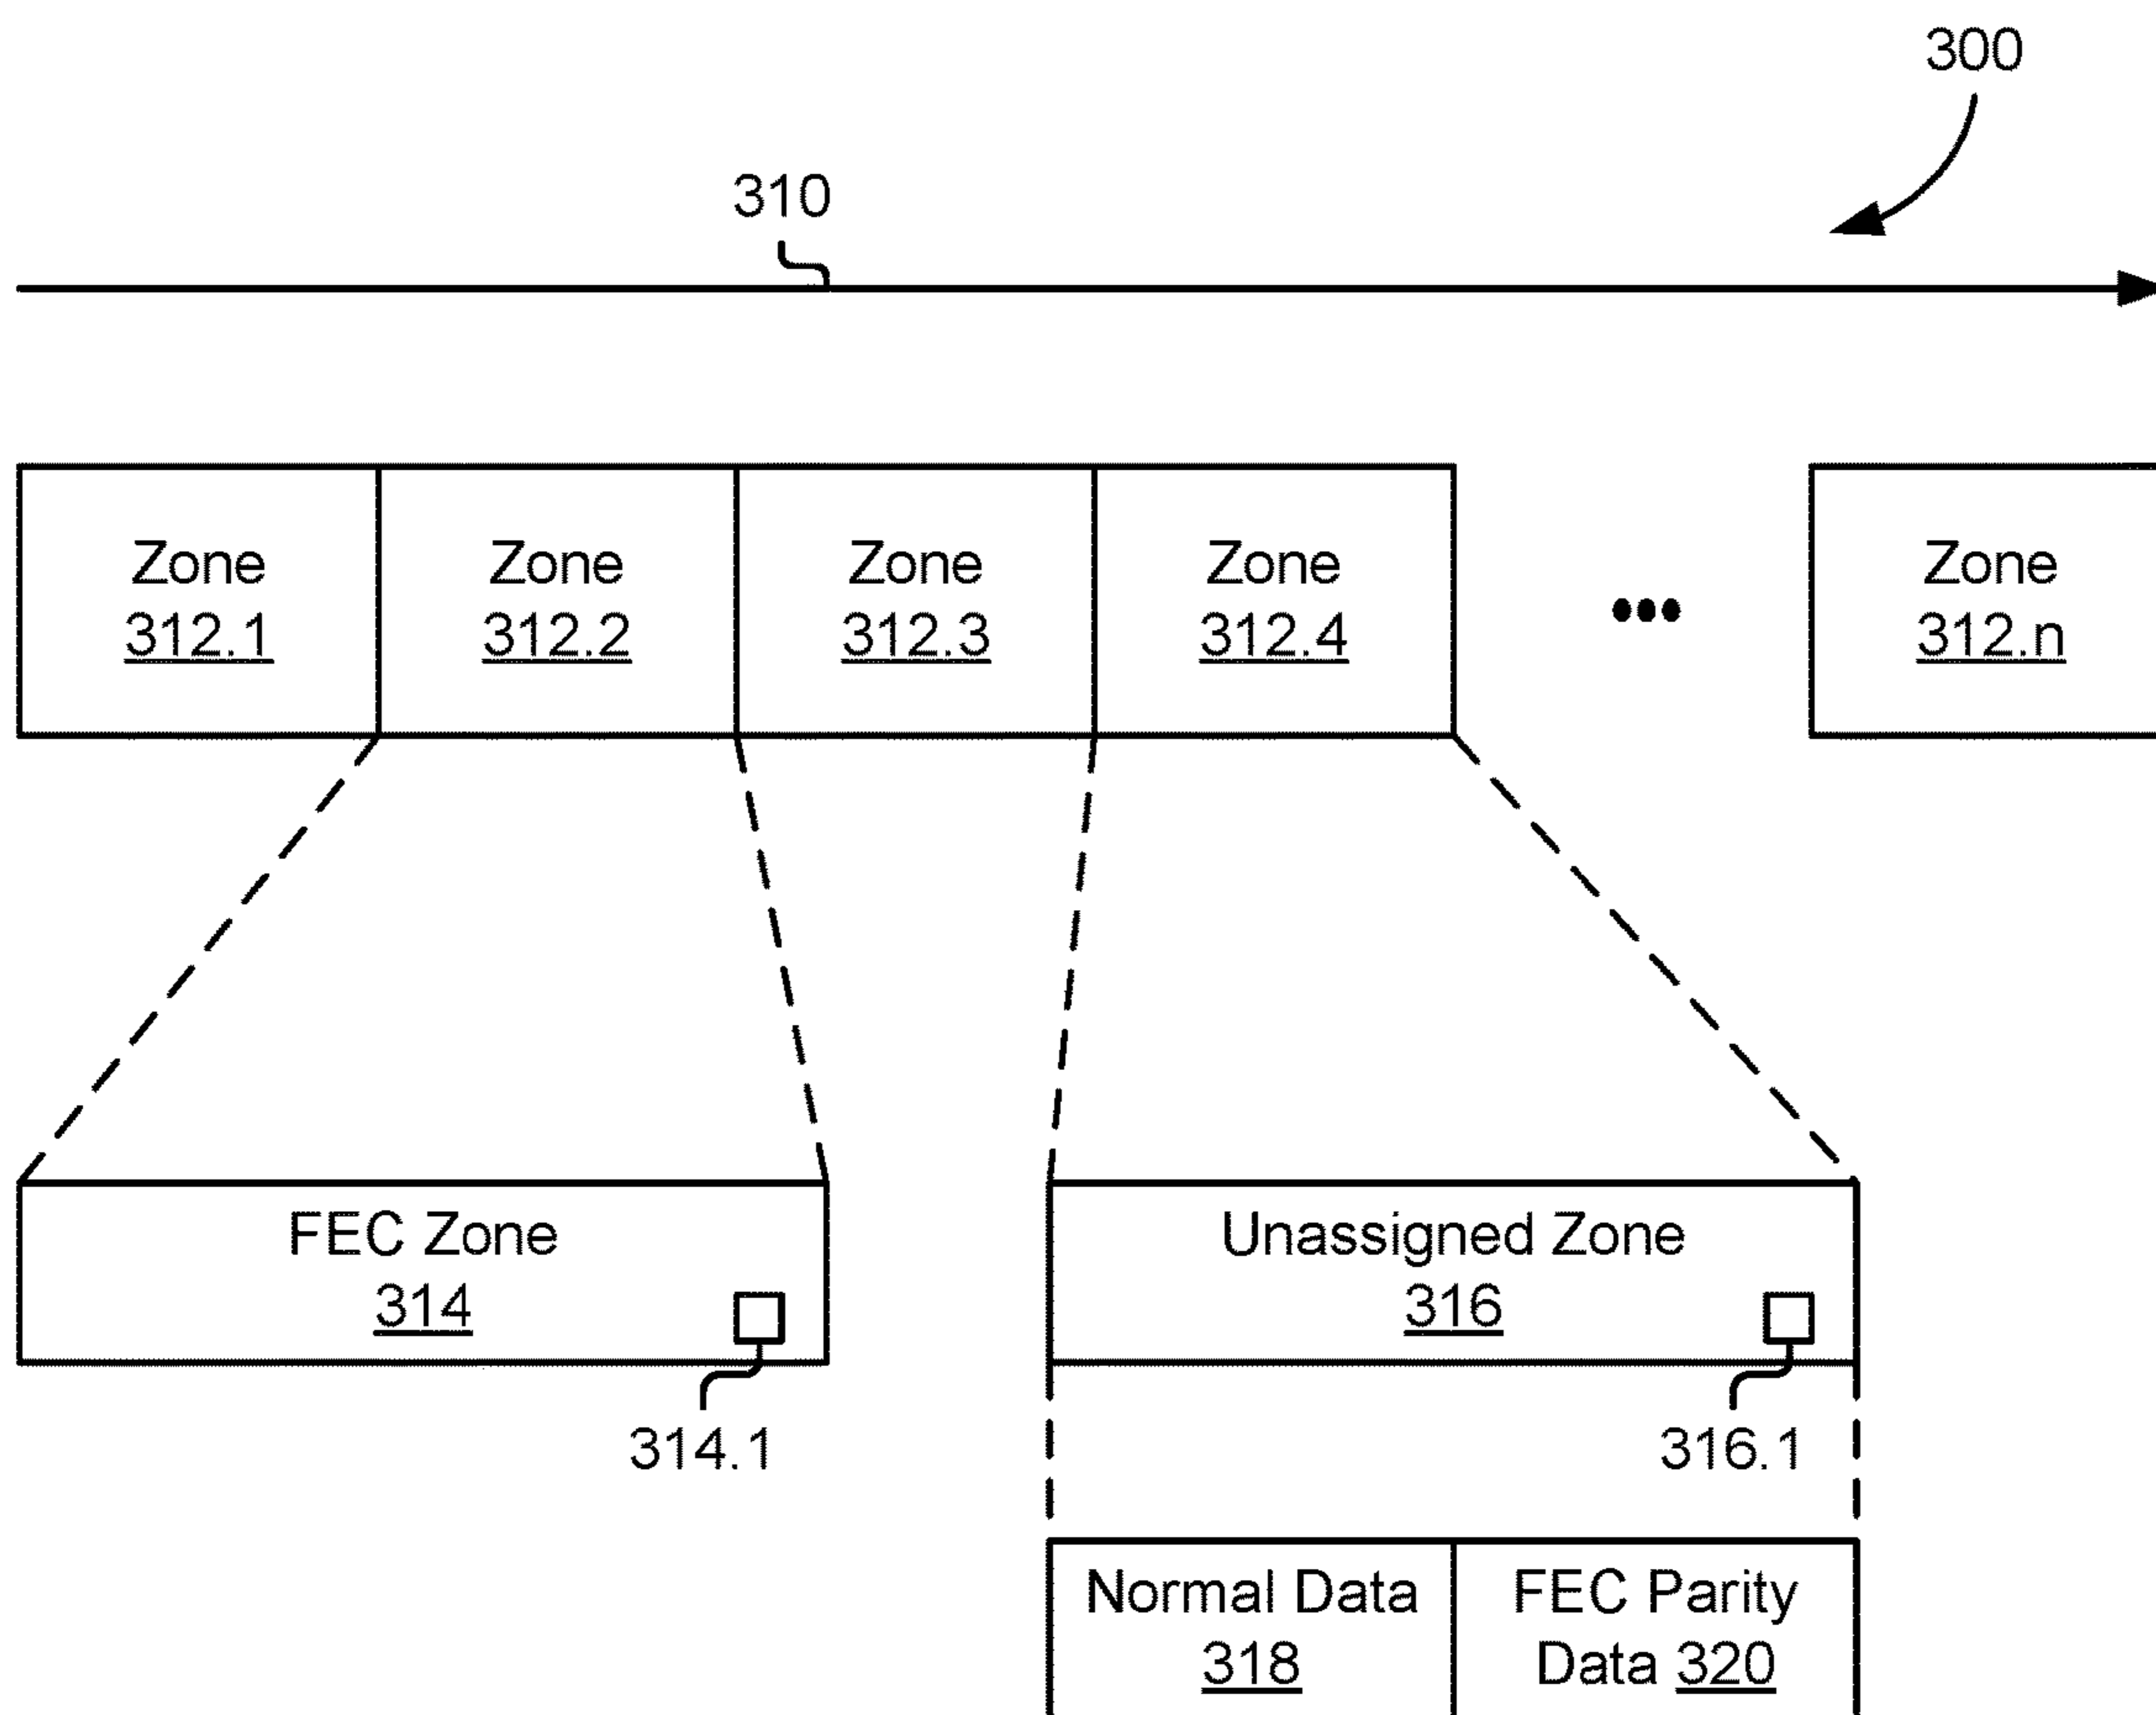 300
310
Zone
312.1
Zone
312.2
Zone
312.3
Zone
312.4
Zone
312.n
FEC Zone
314
314.1
Unassigned Zone
316
316.1
Normal Data
318
FEC Parity
Data 320